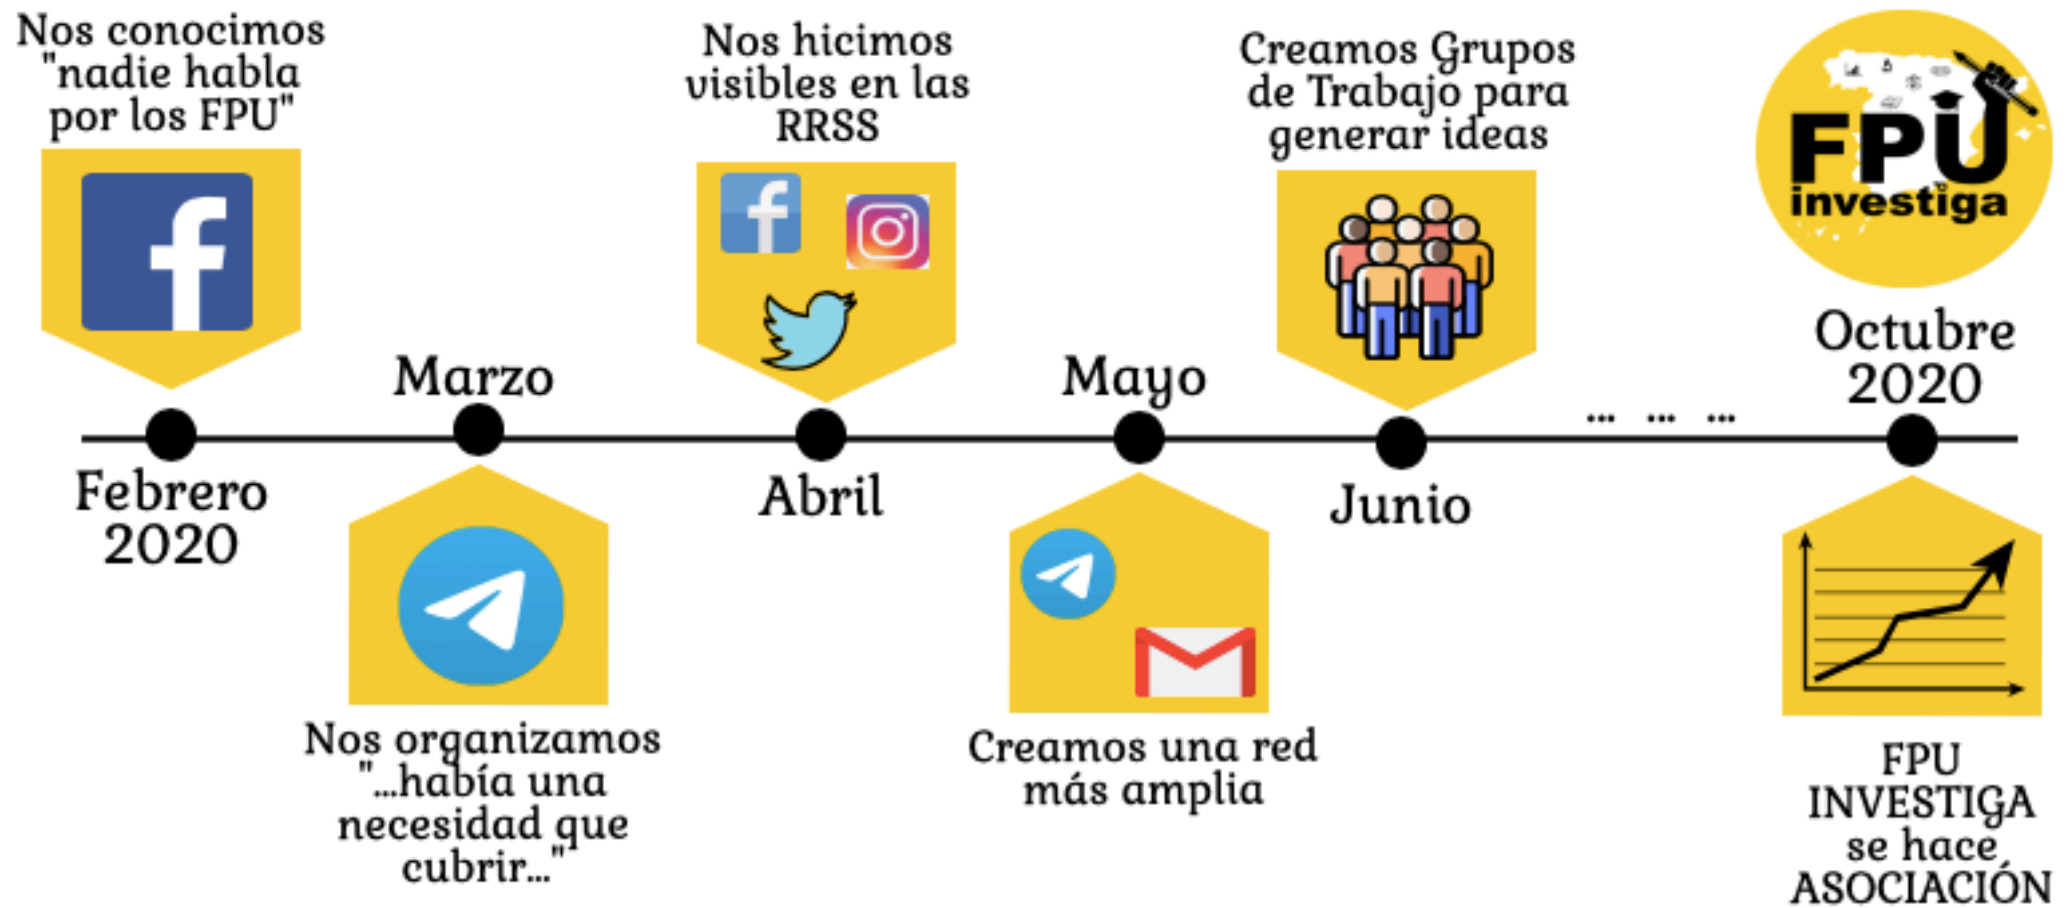 Nos conocimos
"nadie habla
por los FPU"
Febrero
2020
Marzo
Nos organizamos
"...había una
necesidad que
cubrir..."
Nos hicimos
visibles en las
RRSS
Abril
Mayo
Creamos una red
más amplia
Creamos Grupos
de Trabajo para
generar ideas
Junio
... ... ...
FPU
investiga
Octubre
2020
FPU
INVESTIGA
se hace
ASOCIACIÓN